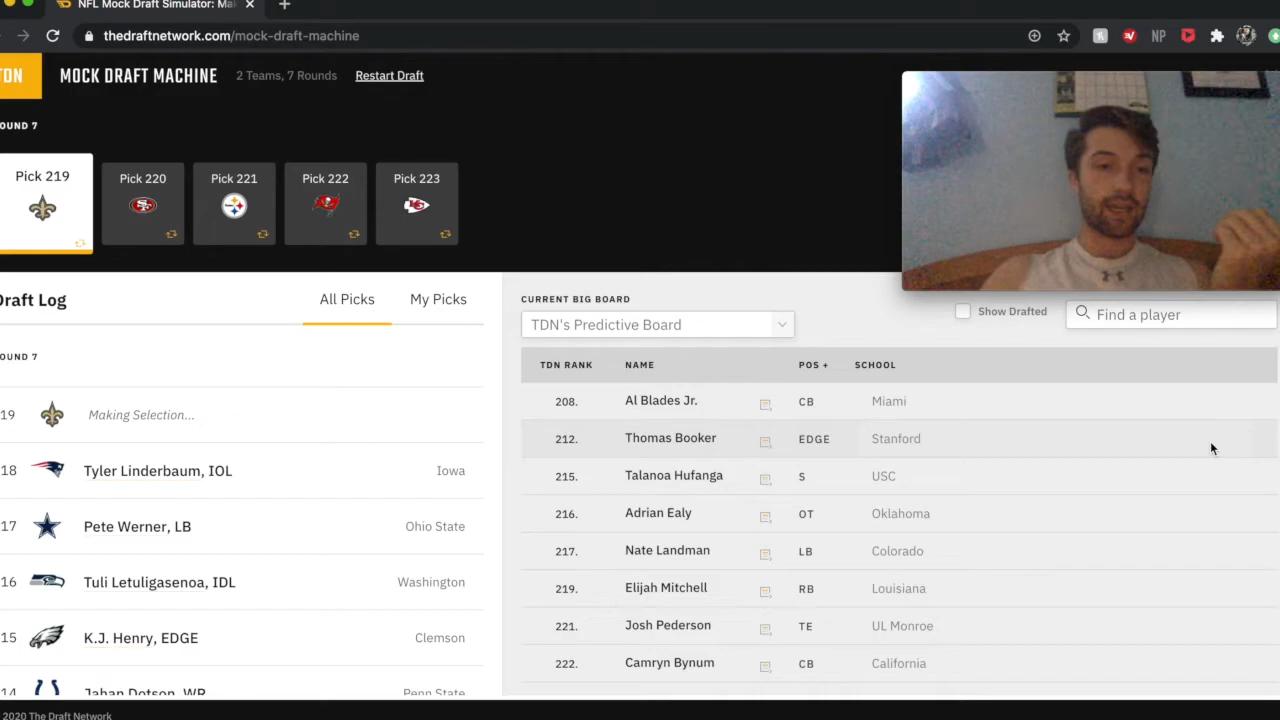 NFL Mock Draft Simulator: Ma
thedraftnetwork.com/mock-draft-machine
NP
TDN
MOCK DRAFT MACHINE 2 Teams, 7 Rounds Restart Draft
OUND 7
Pick 219
Pick 220
Pick 221
Pick 222
Pick 223
Draft Log
All Picks
My Picks
OUND 7
19 Making Selection...
18 Tyler Linderbaum, IOL Iowa
17 Pete Werner, LB Ohio State
16 Tuli Letuligasenoa, IDL Washington
15 K.J. Henry, EDGE Clemson
14 Jahan Dotson, WR Penn State
CURRENT BIG BOARD
TDN's Predictive Board
Show Drafted
Find a player
TDN RANK NAME POS + SCHOOL
208. Al Blades Jr. CB Miami
212. Thomas Booker EDGE Stanford
215. Talanoa Hufanga S USC
216. Adrian Ealy OT Oklahoma
217. Nate Landman LB Colorado
219. Elijah Mitchell RB Louisiana
221. Josh Pederson TE UL Monroe
222. Camryn Bynum CB California
2020 The Draft Network